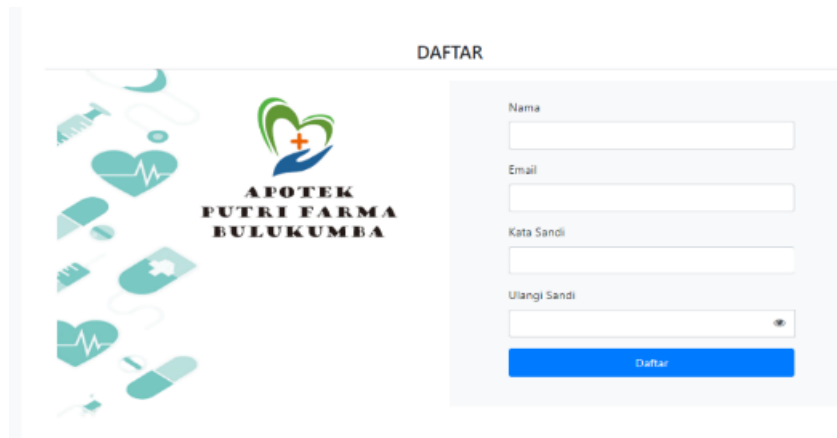 DAFTAR
APOTEK
PUTRI FARMA
BULUKUMBA
Nama
Email
Kata Sandi
Ulangi Sandi
Daftar